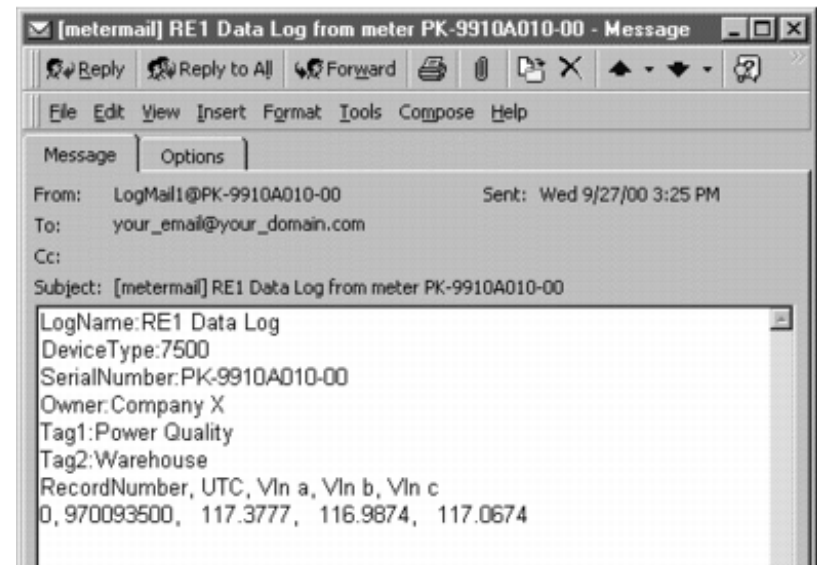 [metermail] RE1 Data Log from meter PK-9910A010-00 - Message
Reply Reply to All Forward
File Edit View Insert Format Tools Compose Help
Message Options
From: LogMail1@PK-9910A010-00 Sent: Wed 9/27/00 3:25 PM
To: your_email@your_domain.com
Cc:
Subject: [metermail] RE1 Data Log from meter PK-9910A010-00
LogName:RE1 Data Log
DeviceType:7500
SerialNumber:PK-9910A010-00
Owner:Company X
Tag1:Power Quality
Tag2:Warehouse
RecordNumber, UTC, Vln a, Vln b, Vln c
0, 970093500, 117.3777, 116.9874, 117.0674